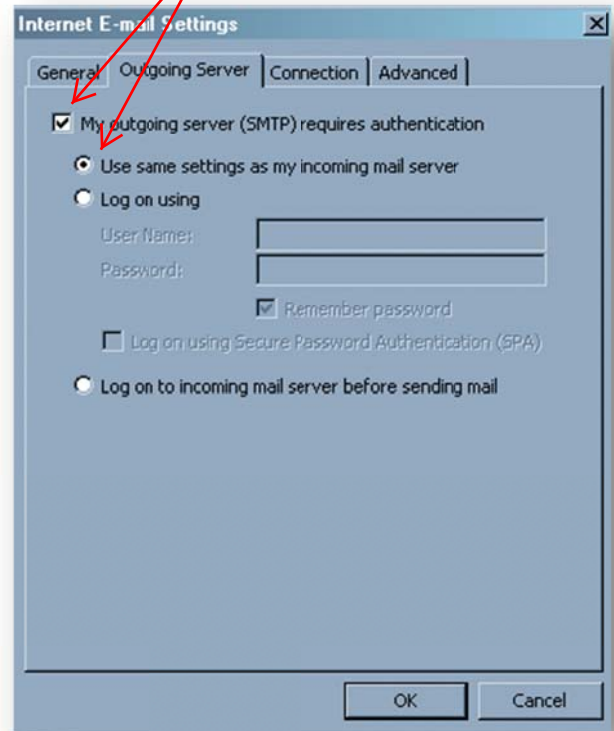 Internet E-mail Settings
General Outgoing Server Connection Advanced
My outgoing server (SMTP) requires authentication
Use same settings as my incoming mail server
Log on using
User Name:
Password:
Remember password
Log on using Secure Password Authentication (SPA)
Log on to incoming mail server before sending mail
OK Cancel